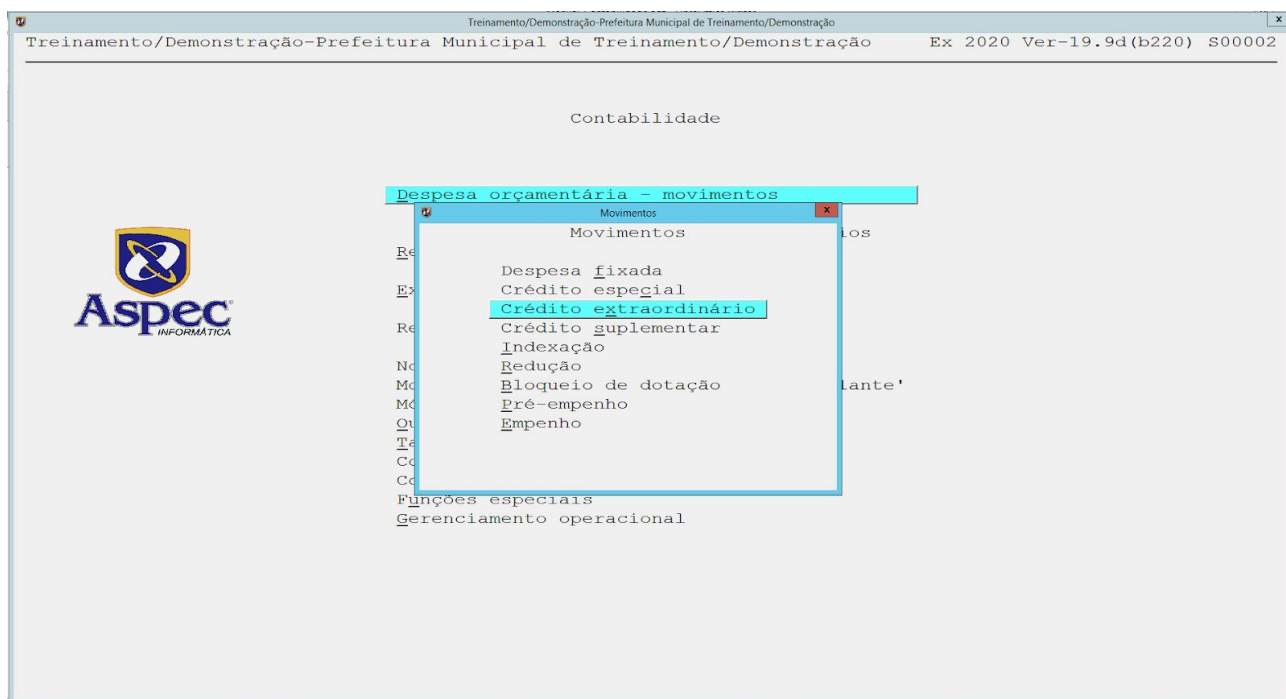 Treinamento/Demonstração-Prefeitura Municipal de Treinamento/Demonstração x
Treinamento/Demonstração-Prefeitura Municipal de Treinamento/Demonstração Ex 2020 Ver-19.9d(b220) S00002
Contabilidade
Despesa orçamentária - movimentos
Movimentos x
Movimentos
Despesa fixada
Crédito especial
Crédito extraordinário
Crédito suplementar
Indexação
Redução
Bloqueio de dotação
Pré-empenho
Empenho
Funções especiais
Gerenciamento operacional
Aspec
INFORMÁTICA